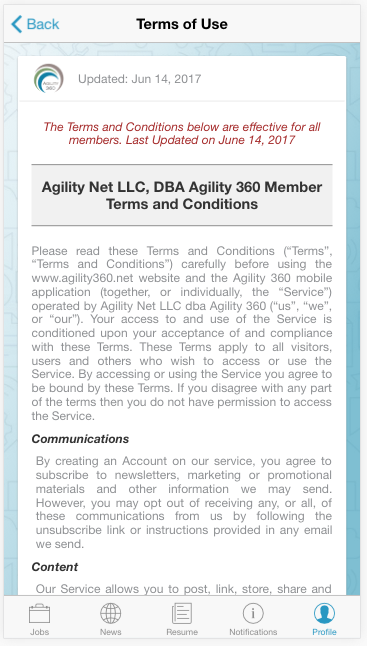 Back
Terms of Use
AGILITY
360
Updated: Jun 14, 2017
The Terms and Conditions below are effective for all
members. Last Updated on June 14, 2017
Agility Net LLC, DBA Agility 360 Member
Terms and Conditions
Please read these Terms and Conditions (“Terms”,
“Terms and Conditions”) carefully before using the
www.agility360.net website and the Agility 360 mobile
application (together, or individually, the “Service”)
operated by Agility Net LLC dba Agility 360 (“us”, “we”,
or “our”). Your access to and use of the Service is
conditioned upon your acceptance of and compliance
with these Terms. These Terms apply to all visitors,
users and others who wish to access or use the
Service. By accessing or using the Service you agree to
be bound by these Terms. If you disagree with any part
of the terms then you do not have permission to access
the Service.
Communications
By creating an Account on our service, you agree to
subscribe to newsletters, marketing or promotional
materials and other information we may send.
However, you may opt out of receiving any, or all, of
these communications from us by following the
unsubscribe link or instructions provided in any email
we send.
Content
Our Service allows you to post, link, store, share and
Jobs
News
Resume
Notifications
Profile